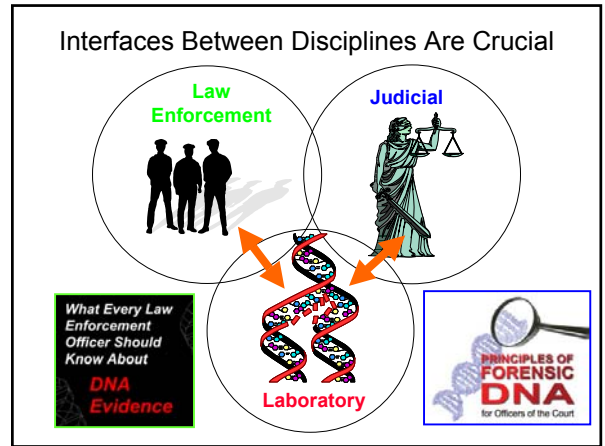 Interfaces Between Disciplines Are Crucial
Law
Enforcement
Judicial
What Every Law
Enforcement
Officer Should
Know About
DNA
Evidence
Laboratory
PRINCIPLES OF
FORENSIC
DNA
for Officers of the Court